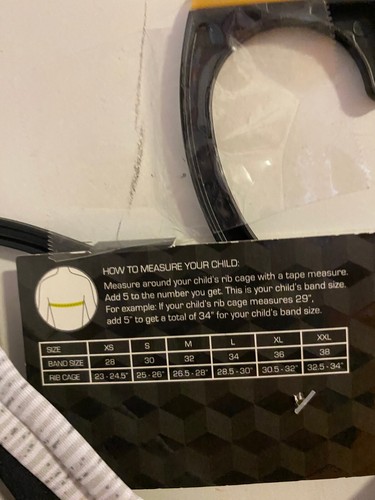 HOW TO MEASURE YOUR CHILD:
Measure around your child's rib cage with a tape measure.
Add 5 to the number you get. This is your child's band size.
For example: If your child's rib cage measures 29",
add 5" to get a total of 34" for your child's band size.
SIZE XS S M L XL XXL
BAND SIZE 28 30 32 34 36 38
RIB CAGE 23 - 24.5" 25 - 26" 26.5 - 28" 28.5 - 30" 30.5 - 32" 32.5 - 34"